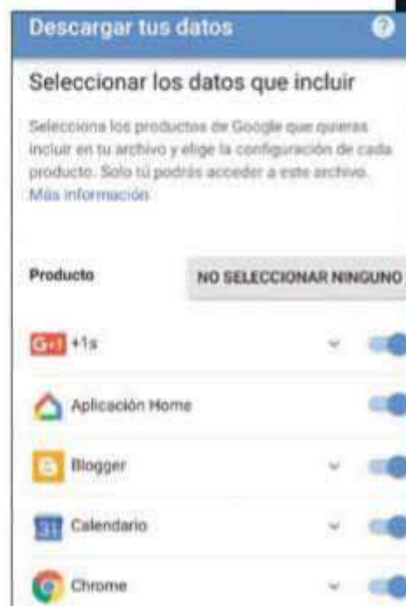 Descargar tus datos ?
Seleccionar los datos que incluir
Selecciona los productos de Google que quieras
incluir en tu archivo y elige la configuración de cada
producto. Solo tú podrás acceder a este archivo.
Más información
Producto NO SELECCIONAR NINGUNO
G+1 +1s
Aplicación Home
Blogger
31 Calendario
Chrome